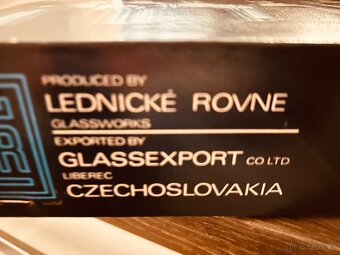 PRODUCED BY
LEDNICKÉ ROVNE
GLASSWORKS
EXPORTED BY
GLASSEXPORT CO LTD
LIBEREC
CZECHOSLOVAKIA